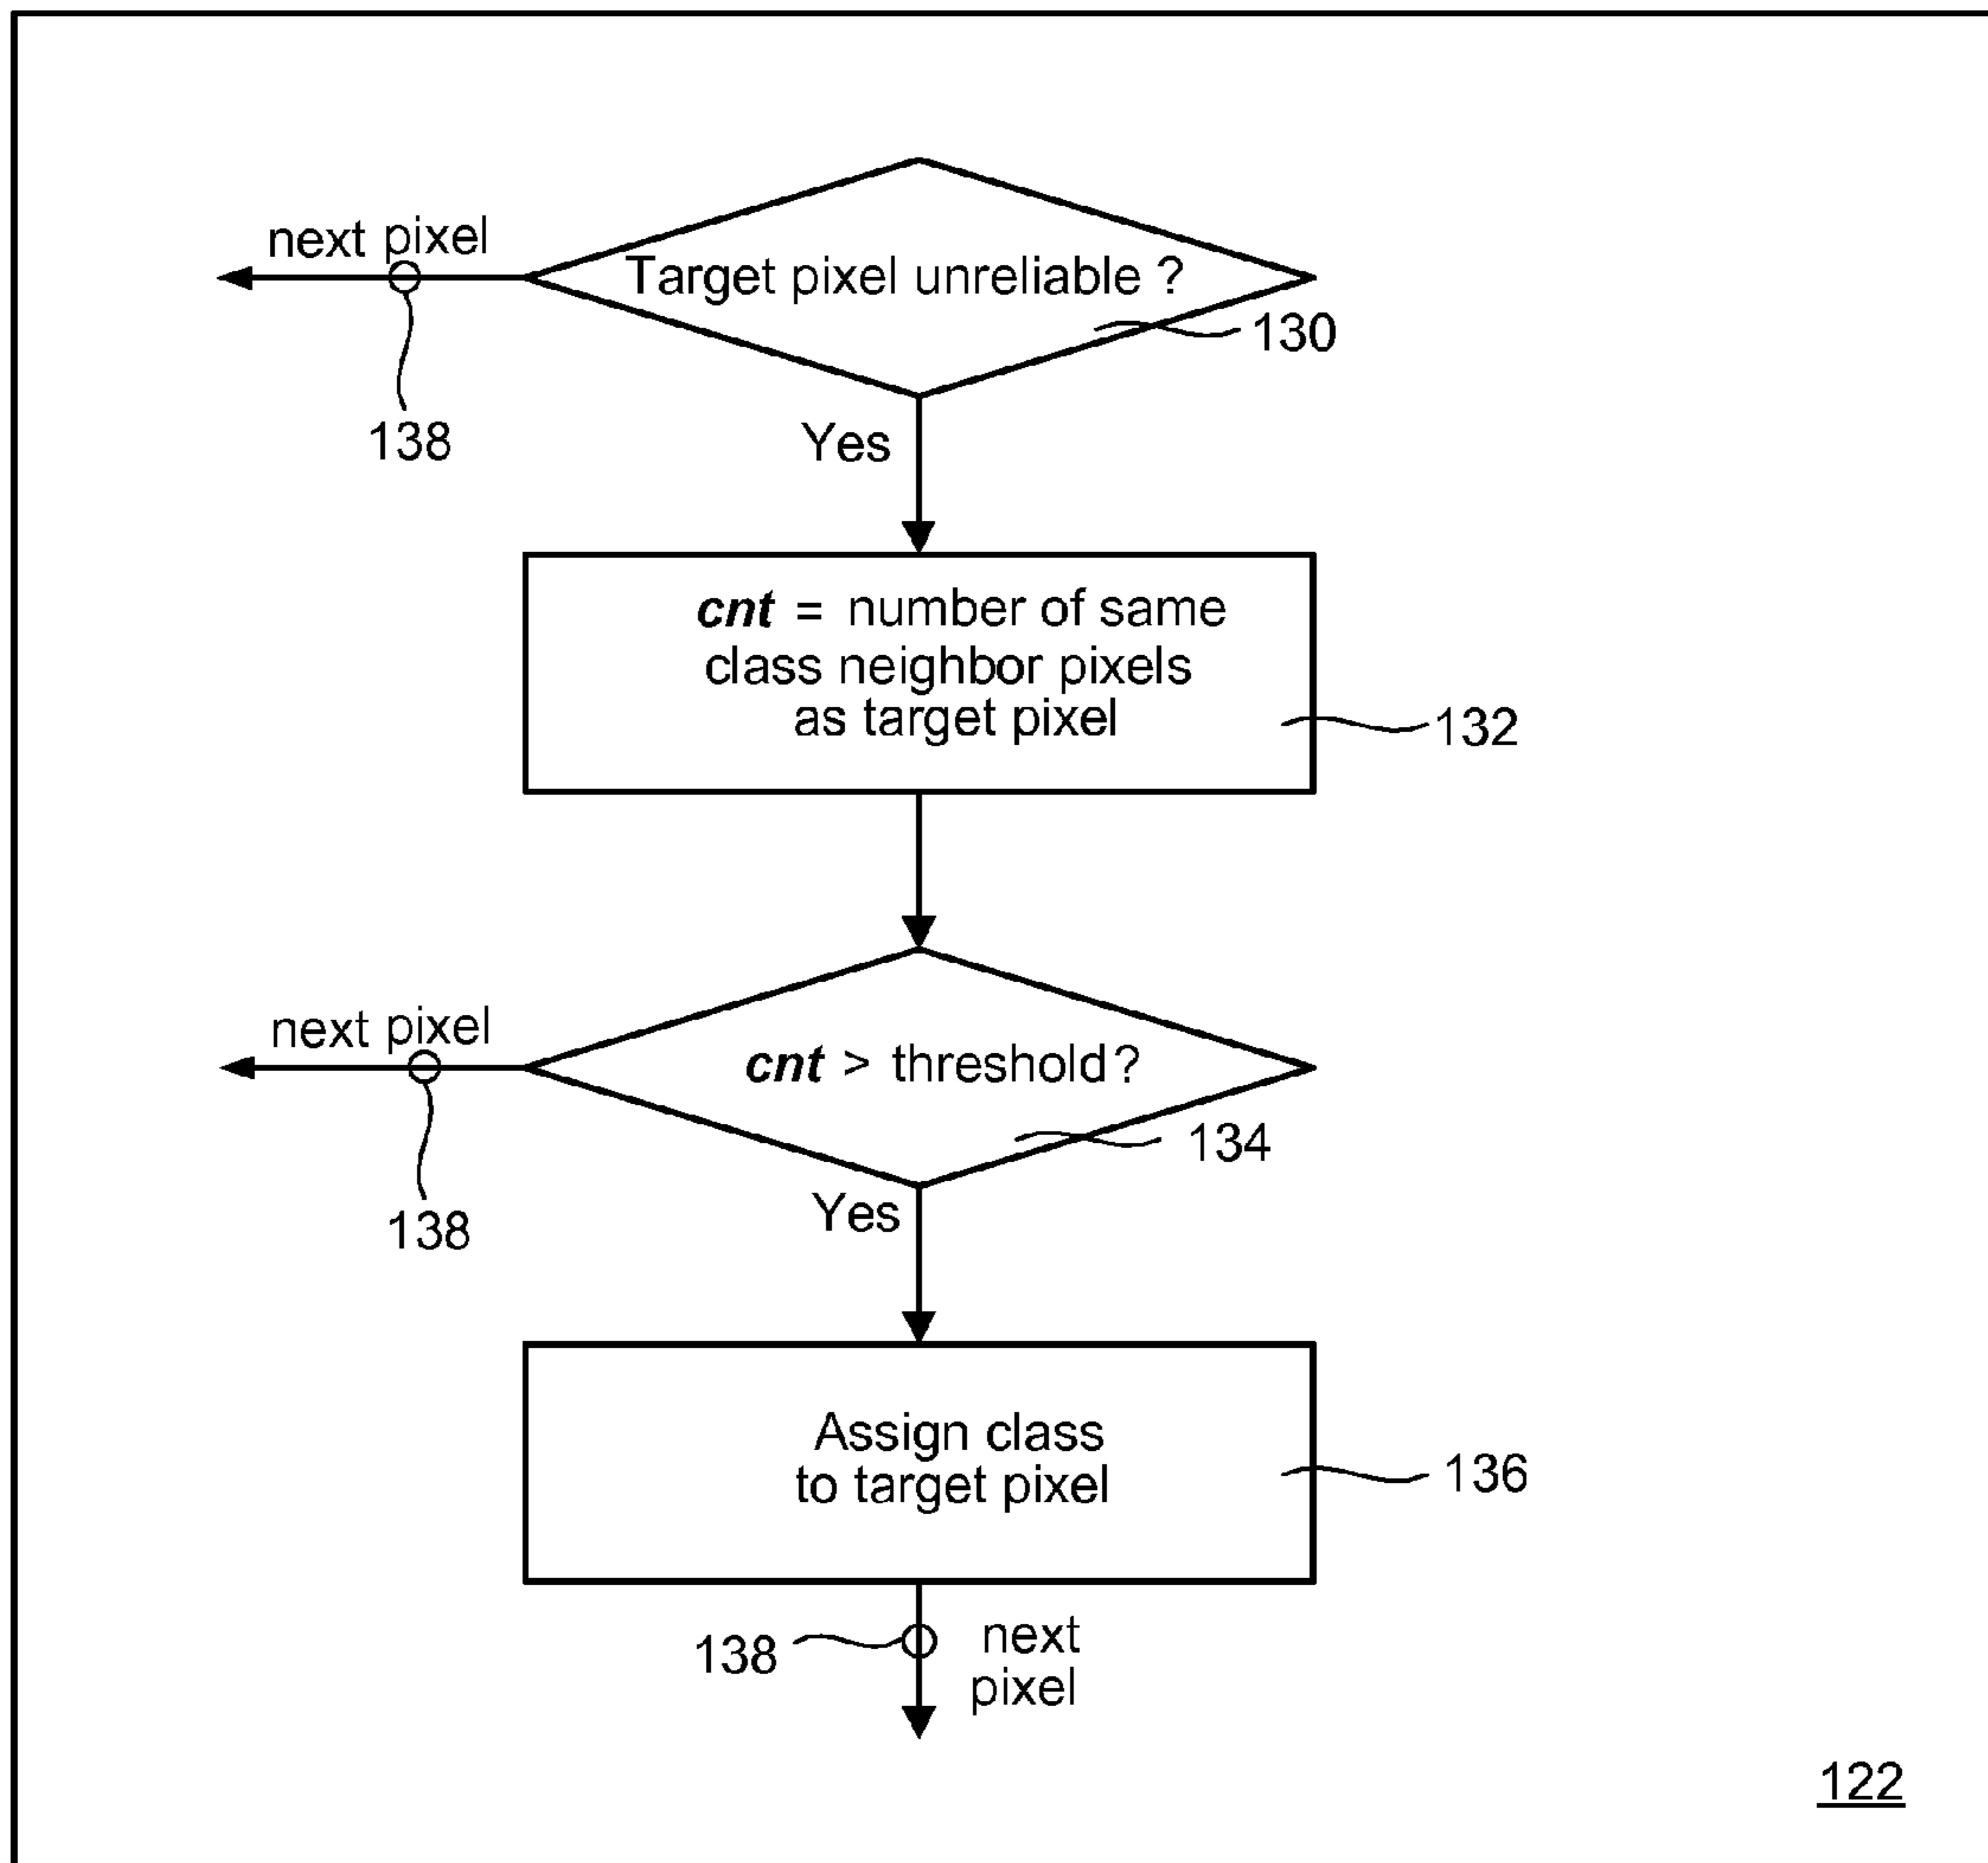 next pixel
Target pixel unreliable ?
130
138
Yes
cnt = number of same
class neighbor pixels
as target pixel
132
next pixel
cnt > threshold?
134
138
Yes
Assign class
to target pixel
136
138
next
pixel
122